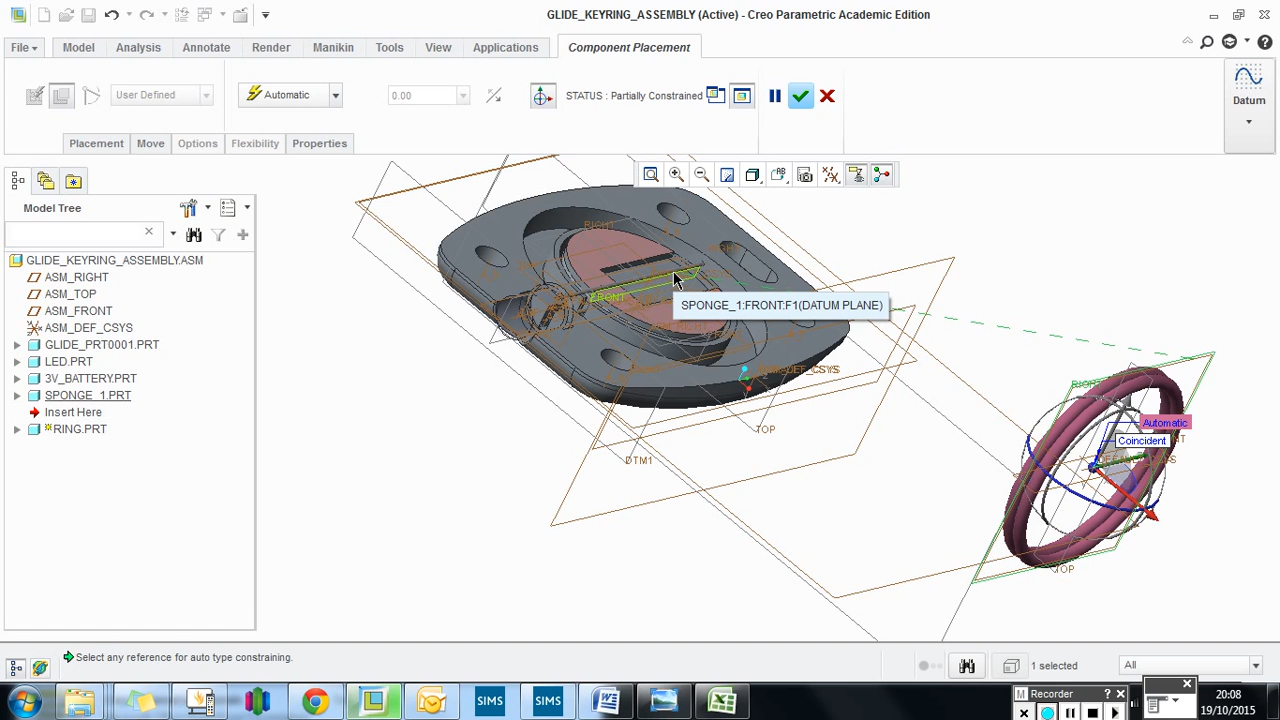 GLIDE_KEYRING_ASSEMBLY (Active) - Creo Parametric Academic Edition
File Model Analysis Annotate Render Manikin Tools View Applications Component Placement
User Defined Automatic 0.00 STATUS : Partially Constrained
Datum
Placement Move Options Flexibility Properties
Model Tree
GLIDE_KEYRING_ASSEMBLY.ASM
ASM_RIGHT
ASM_TOP
ASM_FRONT
ASM_DEF_CSYS
GLIDE_PRT0001.PRT
LED.PRT
3V_BATTERY.PRT
SPONGE_1.PRT
Insert Here
RING.PRT
RIGHT
FRONT
SPONGE_1:FRONT:F1(DATUM PLANE)
ASM_DEF_CSYS
TOP
DTM1
RIGHT
Automatic
Coincident
TOP
Select any reference for auto type constraining.
1 selected
All
SIMS
SIMS
M Recorder
20:08
19/10/2015